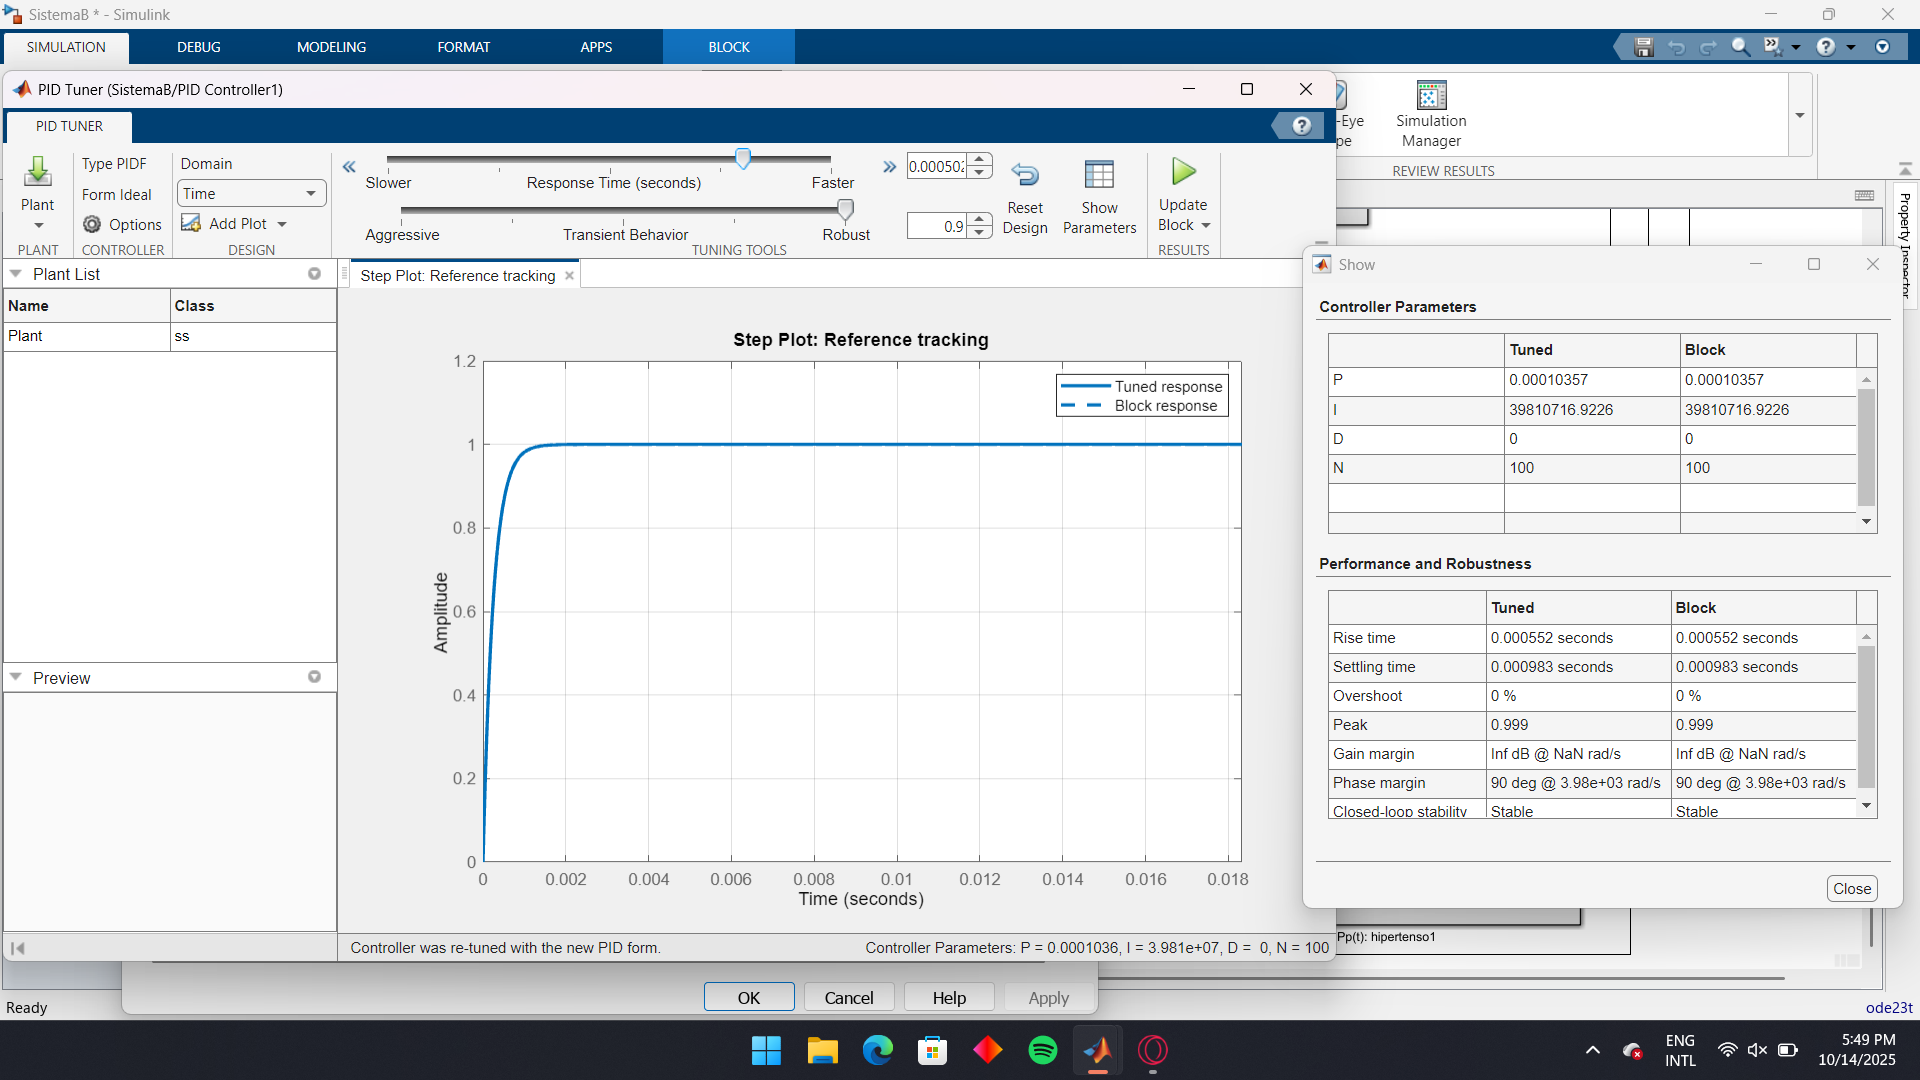 SistemaB * - Simulink
SIMULATION DEBUG MODELING FORMAT APPS BLOCK
PID Tuner (SistemaB/PID Controller1)
PID TUNER
Plant
PLANT
Type PIDF
Form Ideal
Options
CONTROLLER
Domain
Time
Add Plot
DESIGN
Slower Response Time (seconds) Faster
Aggressive Transient Behavior Robust
TUNING TOOLS
0.000502
0.9
Reset
Design
Show
Parameters
Update
Block
RESULTS
-Eye
pe
Simulation
Manager
REVIEW RESULTS
Property Inspector
Plant List
Name Class
Plant ss
Preview
Step Plot: Reference tracking
Step Plot: Reference tracking
Tuned response
Block response
1.2
1
0.8
0.6
0.4
0.2
0
Amplitude
0 0.002 0.004 0.006 0.008 0.01 0.012 0.014 0.016 0.018
Time (seconds)
Controller was re-tuned with the new PID form.
Controller Parameters: P = 0.0001036, I = 3.981e+07, D = 0, N = 100
Show
Controller Parameters
Tuned Block
P 0.00010357 0.00010357
I 39810716.9226 39810716.9226
D 0 0
N 100 100
Performance and Robustness
Tuned Block
Rise time 0.000552 seconds 0.000552 seconds
Settling time 0.000983 seconds 0.000983 seconds
Overshoot 0 % 0 %
Peak 0.999 0.999
Gain margin Inf dB @ NaN rad/s Inf dB @ NaN rad/s
Phase margin 90 deg @ 3.98e+03 rad/s 90 deg @ 3.98e+03 rad/s
Closed-loop stability Stable Stable
Close
Pp(t): hipertenso1
OK Cancel Help Apply
Ready
ode23t
ENG
INTL
5:49 PM
10/14/2025